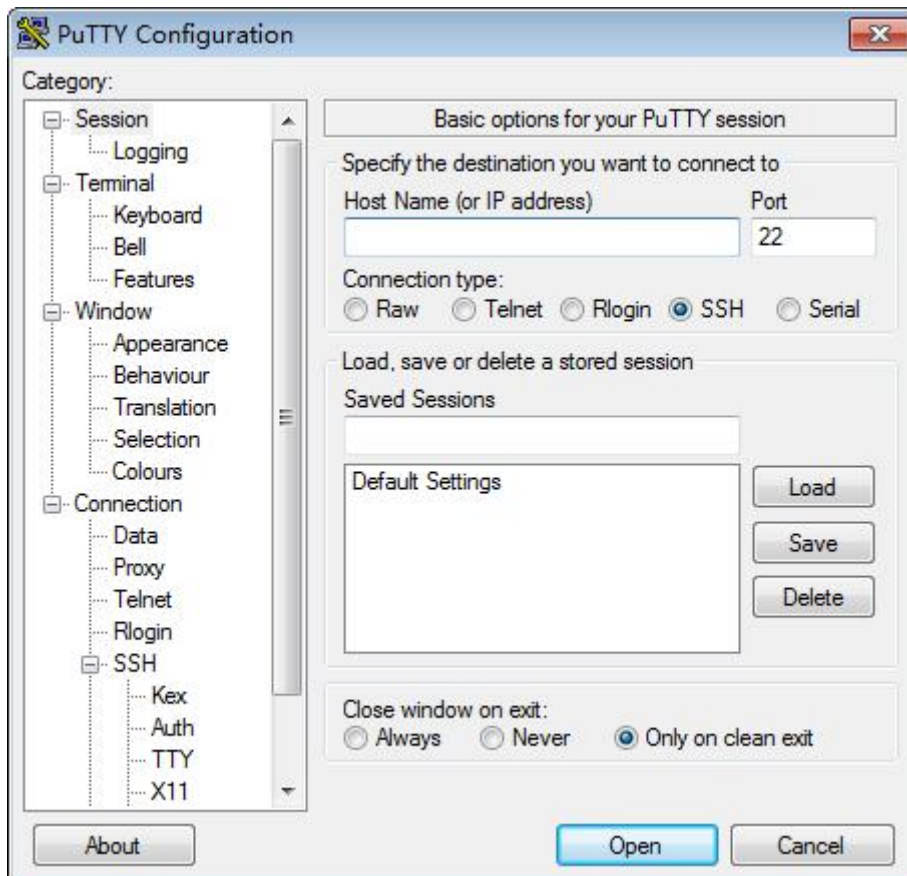 PuTTY Configuration
Category:
Session
Logging
Terminal
Keyboard
Bell
Features
Window
Appearance
Behaviour
Translation
Selection
Colours
Connection
Data
Proxy
Telnet
Rlogin
SSH
Kex
Auth
TTY
X11
Basic options for your PuTTY session
Specify the destination you want to connect to
Host Name (or IP address) Port
22
Connection type:
Raw Telnet Rlogin SSH Serial
Load, save or delete a stored session
Saved Sessions
Default Settings
Load
Save
Delete
Close window on exit:
Always Never Only on clean exit
About Open Cancel